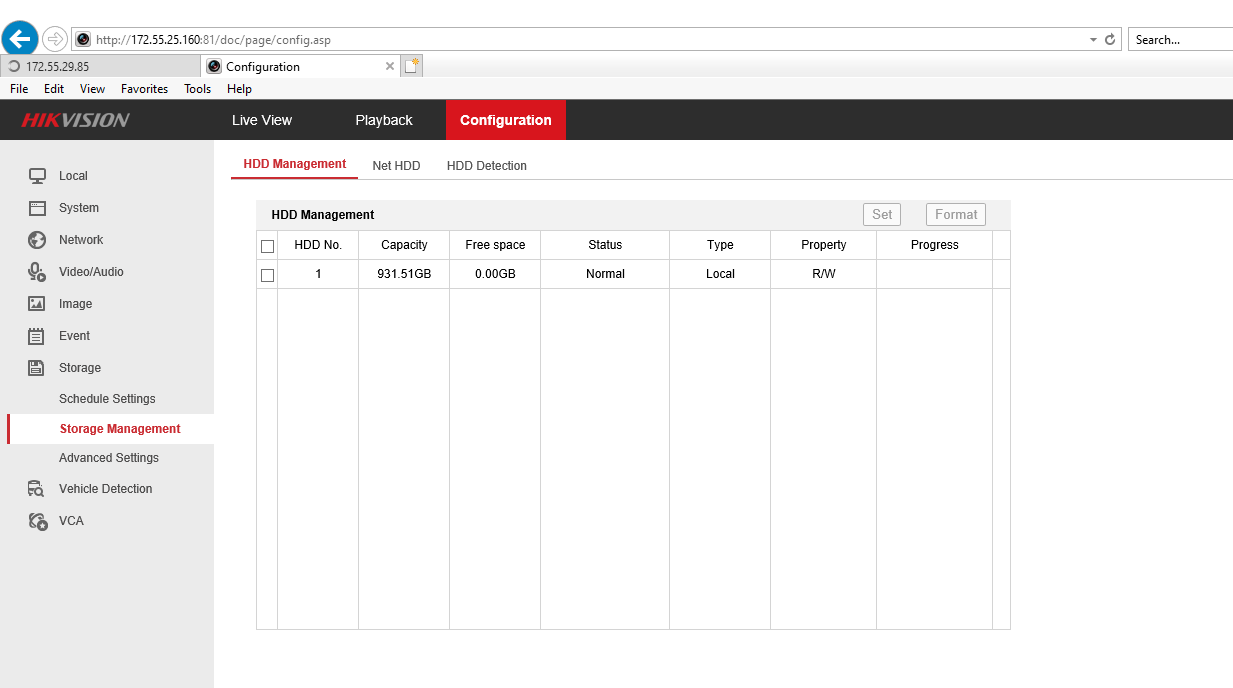 http://172.55.25.160:81/doc/page/config.asp
Search...
172.55.29.85
Configuration
File Edit View Favorites Tools Help
HIKVISION
Live View Playback Configuration
Local
System
Network
Video/Audio
Image
Event
Storage
Schedule Settings
Storage Management
Advanced Settings
Vehicle Detection
VCA
HDD Management Net HDD HDD Detection
HDD Management Set Format
HDD No. Capacity Free space Status Type Property Progress
1 931.51GB 0.00GB Normal Local R/W